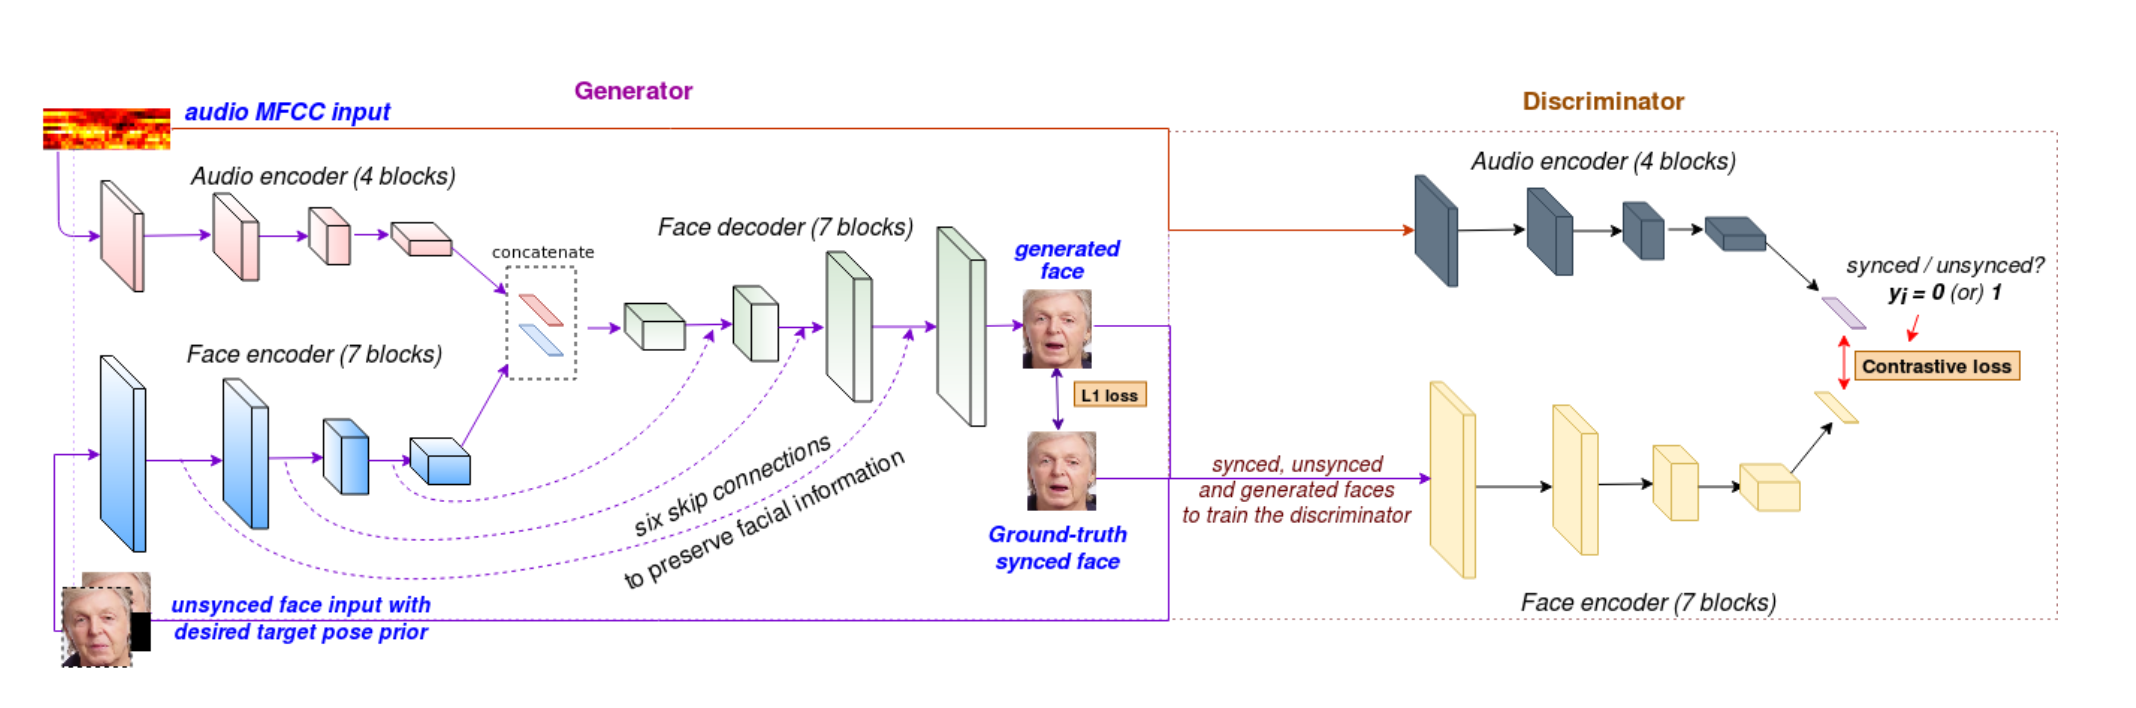 Generator
Discriminator
audio MFCC input
Audio encoder (4 blocks)
Audio encoder (4 blocks)
Face decoder (7 blocks)
concatenate
generated
face
synced / unsynced?
yi = 0 (or) 1
Face encoder (7 blocks)
Contrastive loss
L1 loss
six skip connections
to preserve facial information
synced, unsynced
and generated faces
to train the discriminator
Ground-truth
synced face
unsynced face input with
desired target pose prior
Face encoder (7 blocks)